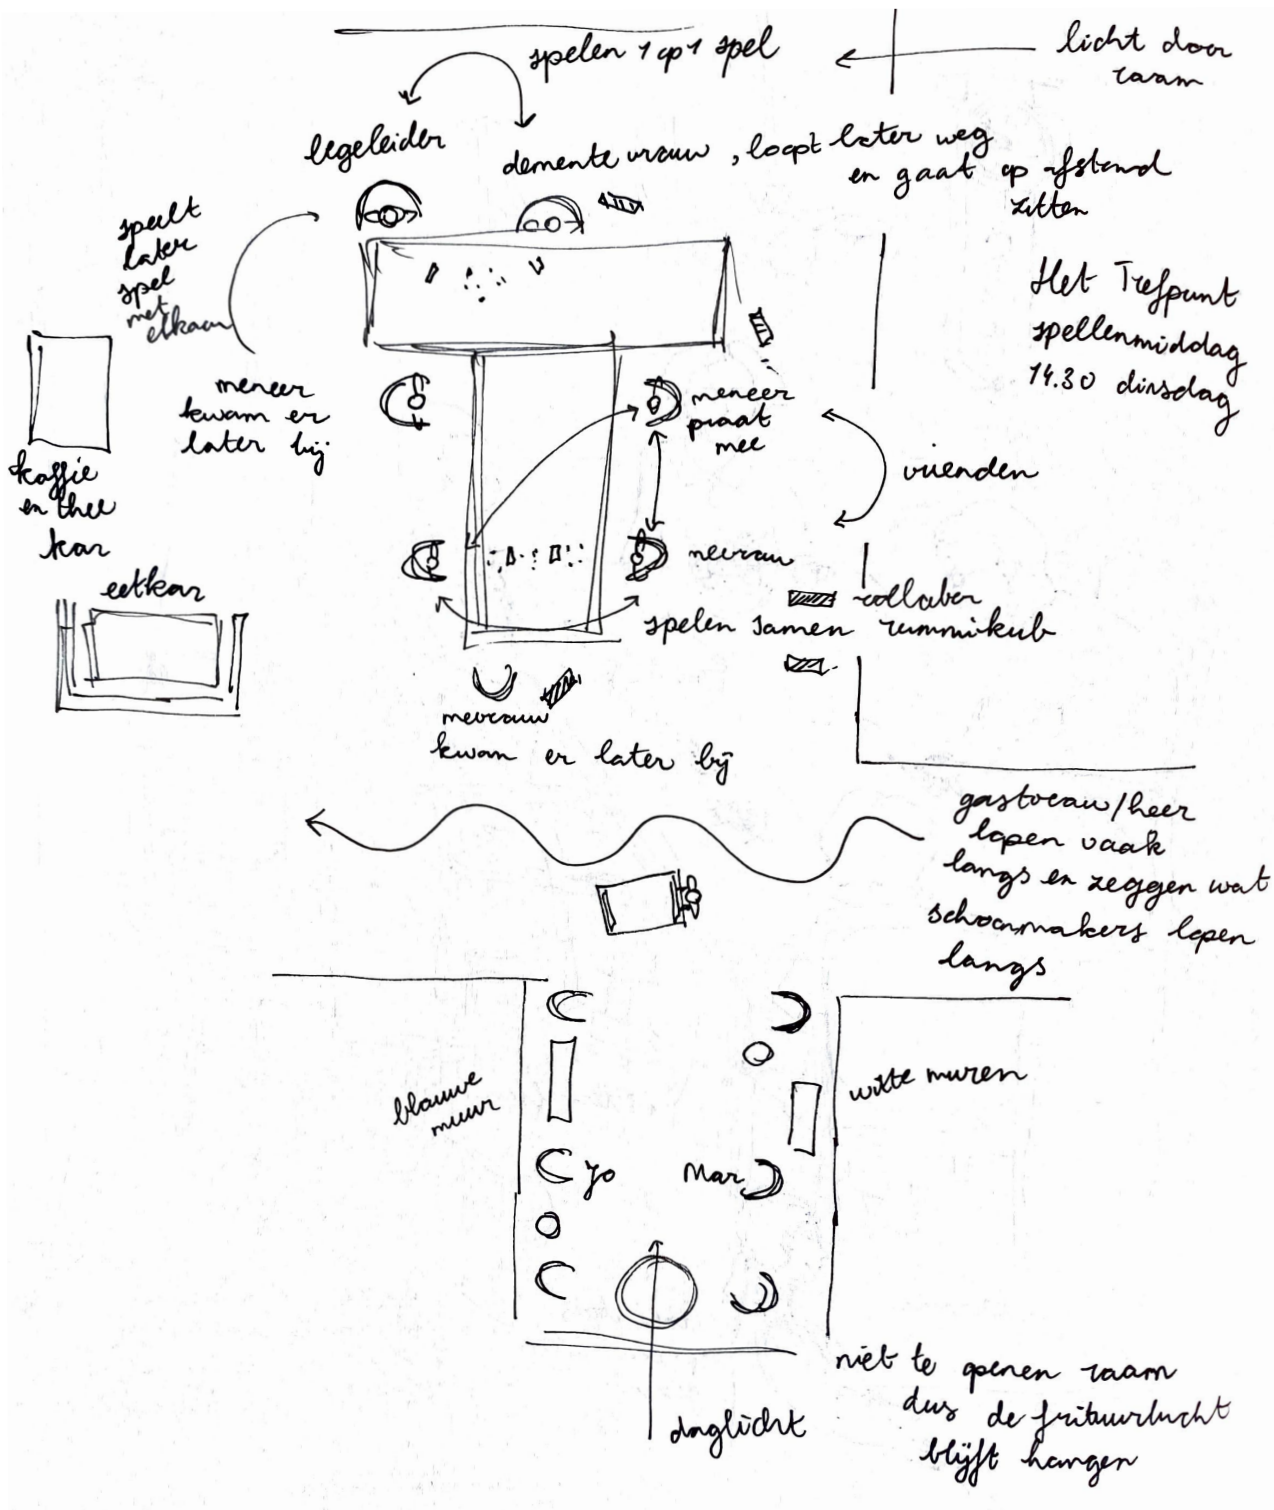 spelen 1 op 1 spel
licht door
raam
begeleider
demente vrouw, loopt later weg
en gaat op afstand
zitten
speelt
later
spel
met
elkaar
Het Trefpunt
spellenmiddag
14.30 dinsdag
meneer
kwam er
later bij
meneer
praat
mee
vrienden
koffie
en thee
kar
mevrouw
eetkar
rollator
spelen samen rummikub
mevrouw
kwam er later bij
gastvrouw/heer
lopen vaak
langs en zeggen wat
schoonmakers lopen
langs
blauwe
muur
witte muren
Jo
Mar
niet te openen raam
dus de frituurlucht
blijft hangen
daglicht